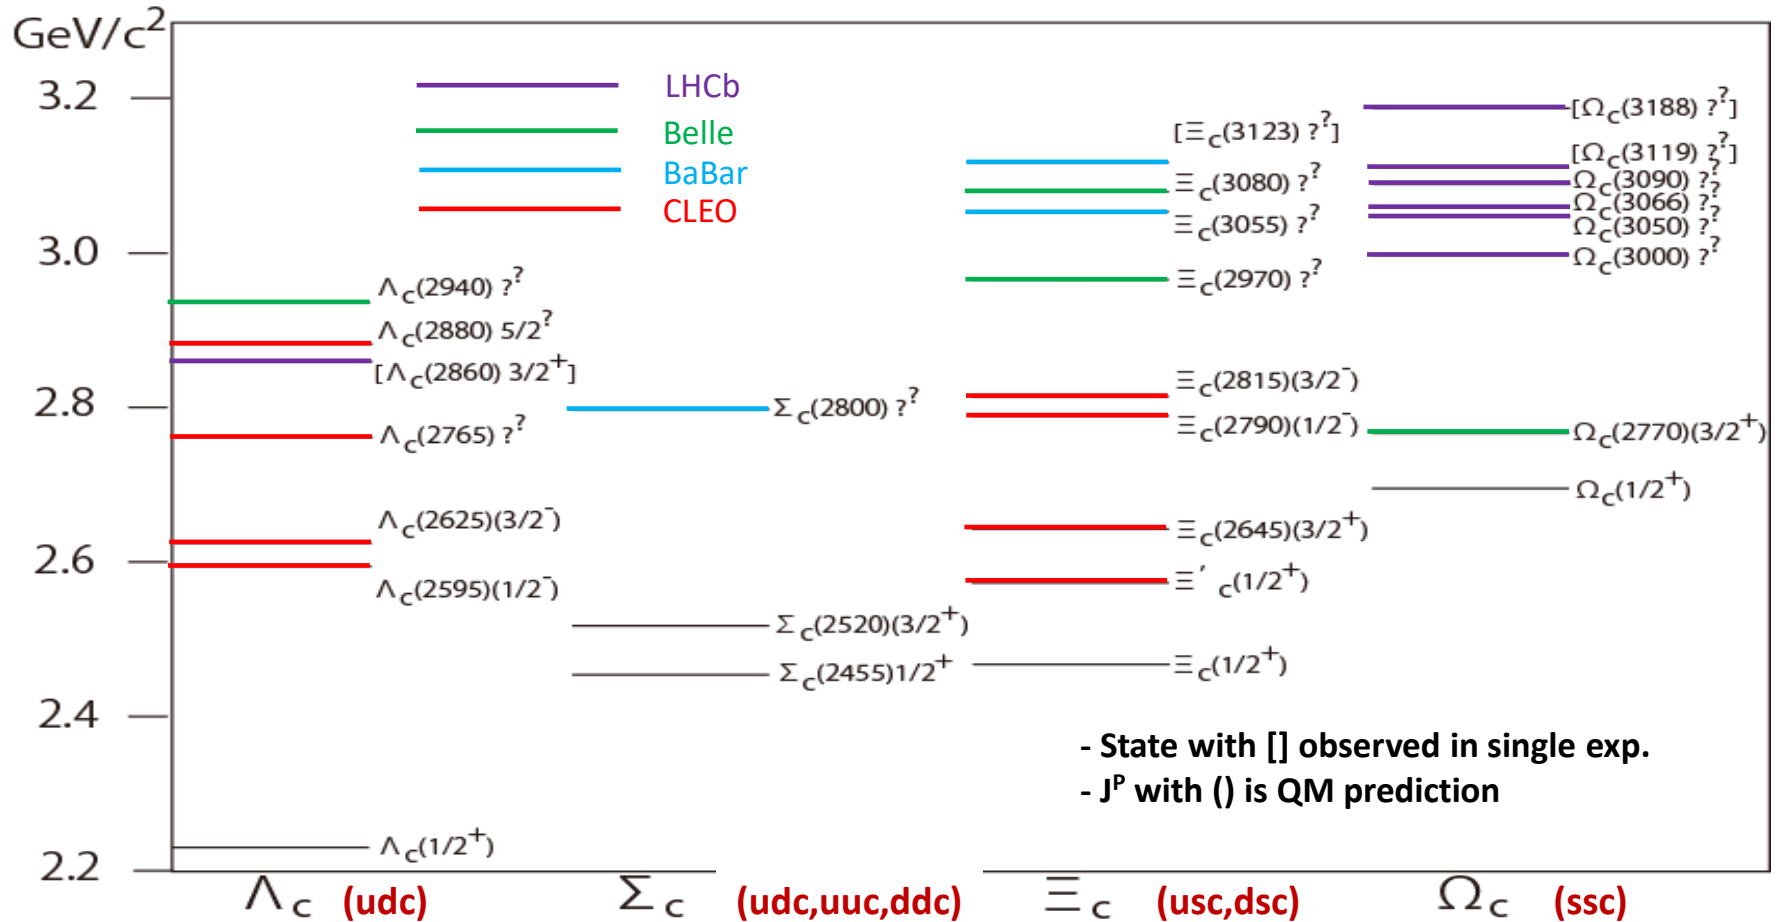 GeV/c²
3.2
3.0
2.8
2.6
2.4
2.2
LHCb
Belle
BaBar
CLEO
Λc(2940) ??
Λc(2880) 5/2?
[Λc(2860) 3/2⁺]
Λc(2765) ??
Λc(2625)(3/2⁻)
Λc(2595)(1/2⁻)
Λc(1/2⁺)
Σc(2800) ??
Σc(2520)(3/2⁺)
Σc(2455)1/2⁺
[Ξc(3123) ??]
Ξc(3080) ??
Ξc(3055) ??
Ξc(2970) ??
Ξc(2815)(3/2⁻)
Ξc(2790)(1/2⁻)
Ξc(2645)(3/2⁺)
Ξ′c(1/2⁺)
Ξc(1/2⁺)
[Ωc(3188) ??]
[Ωc(3119) ??]
Ωc(3090) ??
Ωc(3066) ??
Ωc(3050) ??
Ωc(3000) ??
Ωc(2770)(3/2⁺)
Ωc(1/2⁺)
- State with [] observed in single exp.
- Jᴾ with () is QM prediction
Λc (udc)
Σc (udc,uuc,ddc)
Ξc (usc,dsc)
Ωc (ssc)